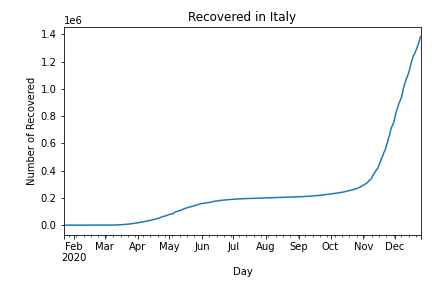 Recovered in Italy
1e6
1.4
1.2
1.0
0.8
0.6
0.4
0.2
0.0
Number of Recovered
Feb Mar Apr May Jun Jul Aug Sep Oct Nov Dec
2020
Day